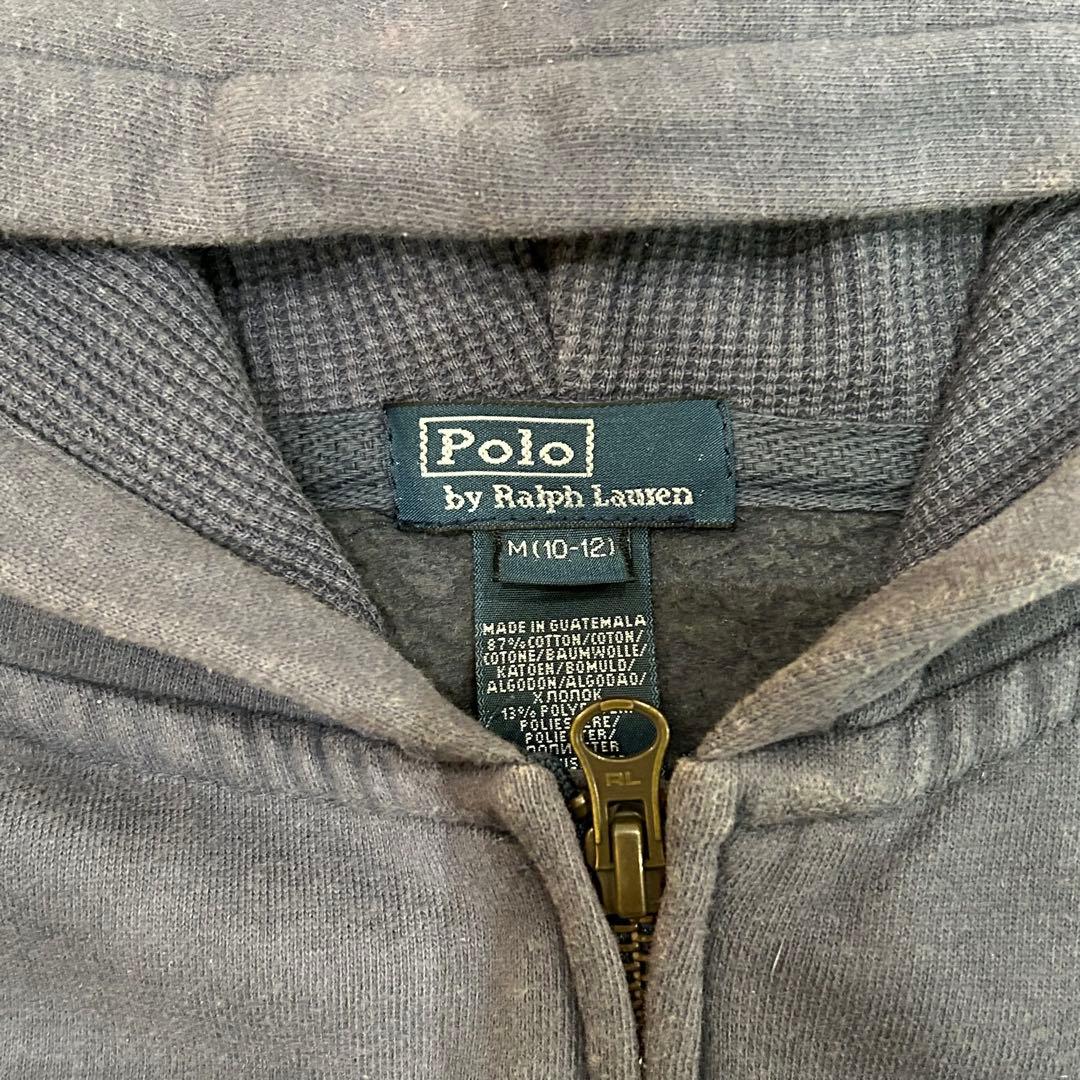 Polo
by Ralph Lauren
M(10-12)
MADE IN GUATEMALA
87% COTTON/COTON/
COTONE/BAUMWOLLE/
KATOEN/BOMULD/
ALGODON/ALGODAO/
ХЛОПОК
13%
RL